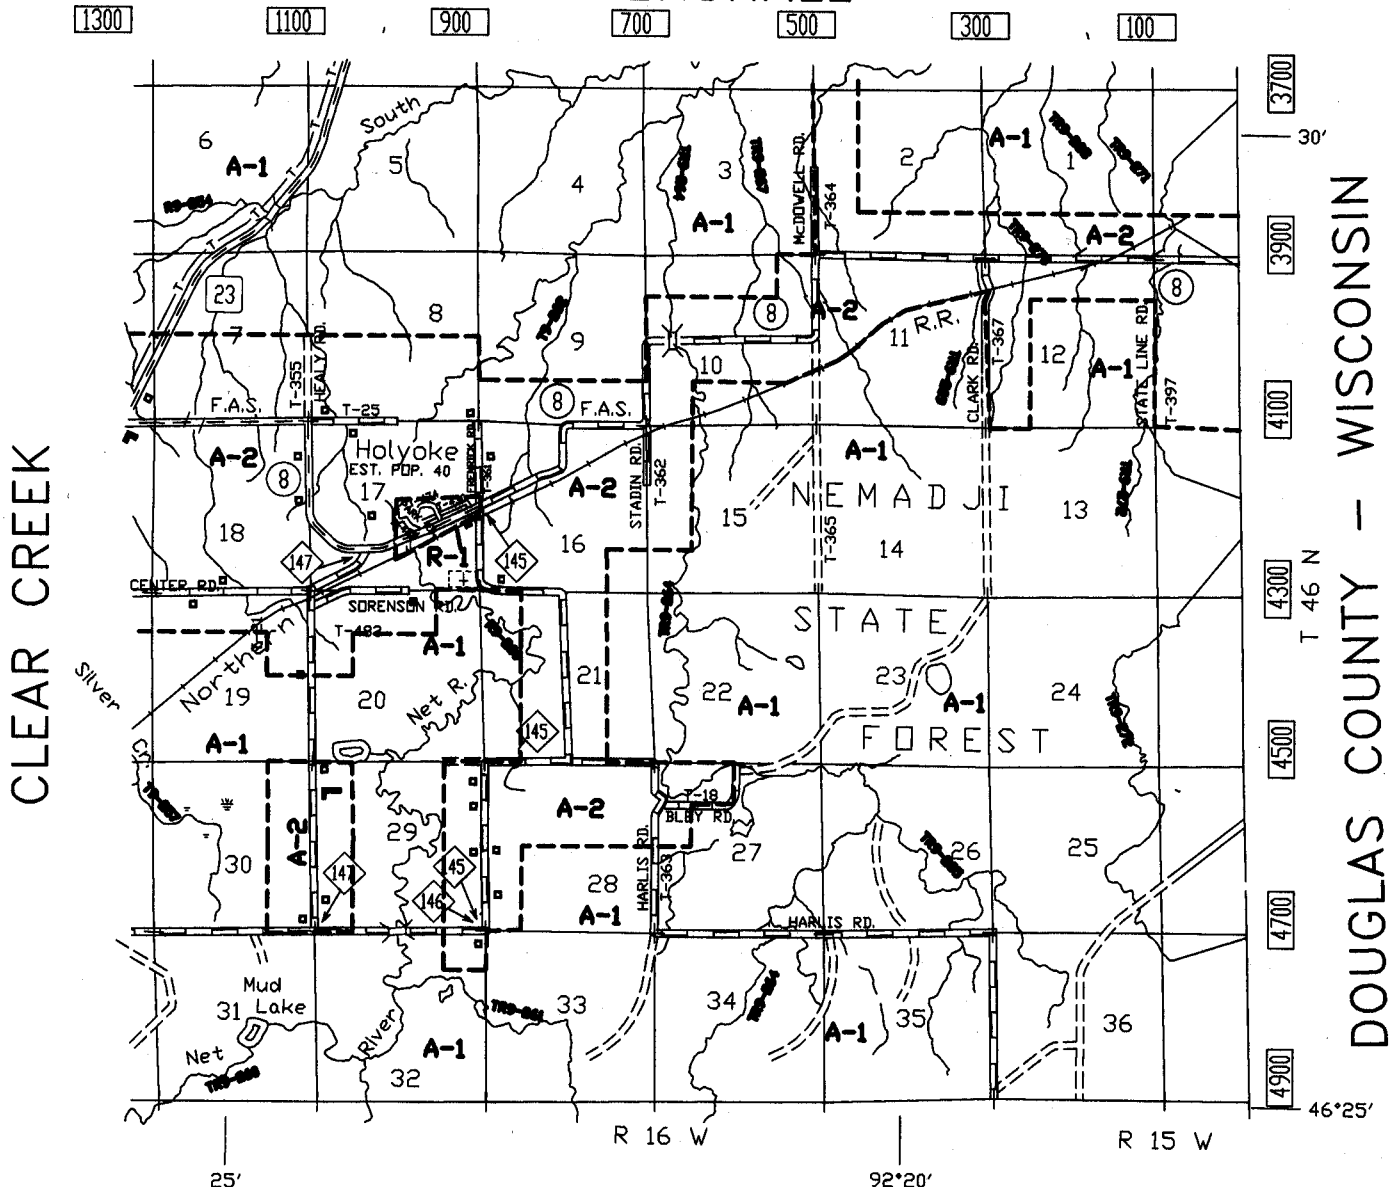 1300 1100 900 700 500 300 100
3700
30'
6
A-1
South
5
4
3
2
A-1
1
McDOWELL RD.
T-364
A-1
A-2
3900
23
7
8
9
10
8
A-2
11
R.R.
12
A-1
8
HEALY RD.
T-355
CLARK RD.
T-367
STATE LINE RD.
T-397
F.A.S.
T-25
8
F.A.S.
4100
A-2
8
Holyoke
EST. POP. 40
17
18
A-2
16
STADIN RD.
T-362
15
A-1
NEMADJI
14
13
T-365
R-1
147
145
CENTER RD.
SORENSON RD.
4300
T 46 N
STATE
A-1
Silver
Cr.
Northern
19
20
Net R.
21
22
A-1
23
A-1
24
A-1
145
FOREST
4500
T-18
BLEY RD.
A-2
A-2
HARLIS RD.
T-363
30
29
28
27
26
25
147
145
146
A-1
HARLIS RD.
4700
Mud
Lake
31
Net
River
32
A-1
33
34
A-1
35
36
4900
46°25'
R 16 W
R 15 W
25'
92°20'
CLEAR CREEK
DOUGLAS COUNTY - WISCONSIN